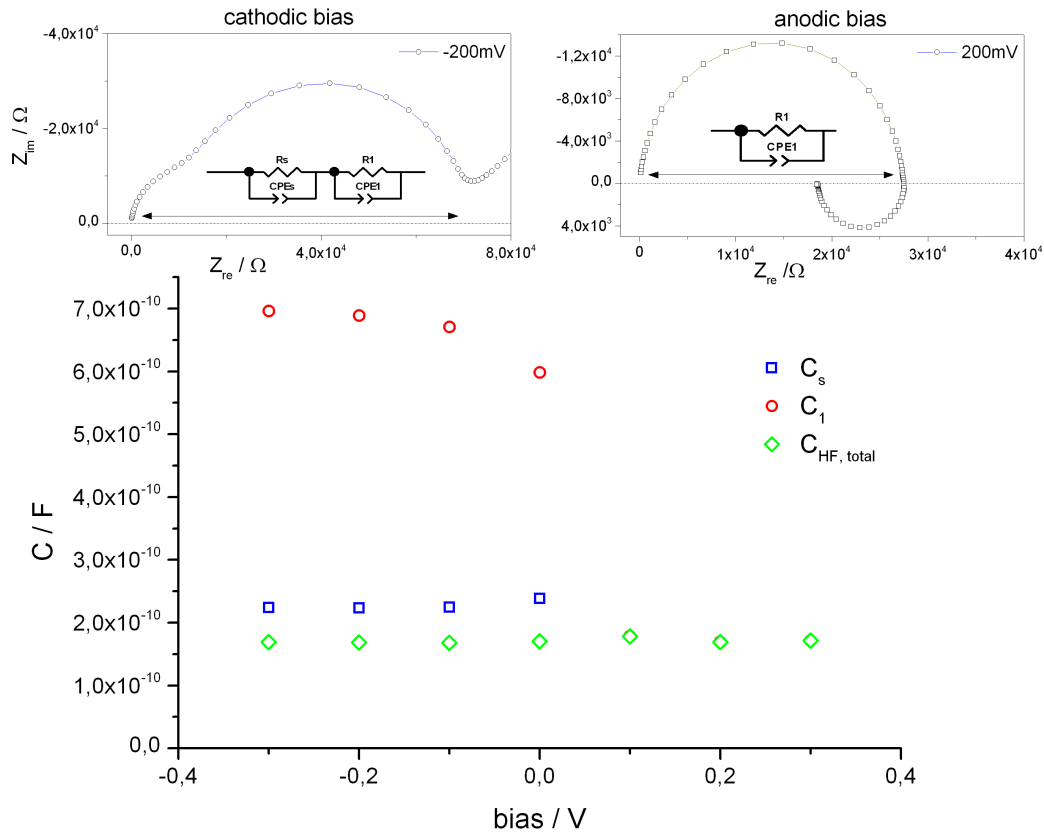 cathodic bias
-4,0x10⁴
-2,0x10⁴
0,0
Z_im / Ω
-200mV
Rs
R1
CPEs
CPE1
0,0
4,0x10⁴
8,0x10⁴
Z_re / Ω
anodic bias
-1,2x10⁴
-8,0x10³
-4,0x10³
0,0
4,0x10³
200mV
R1
CPE1
0
1x10⁴
2x10⁴
3x10⁴
4x10⁴
Z_re /Ω
7,0x10⁻¹⁰
6,0x10⁻¹⁰
5,0x10⁻¹⁰
4,0x10⁻¹⁰
3,0x10⁻¹⁰
2,0x10⁻¹⁰
1,0x10⁻¹⁰
0,0
C / F
C_s
C_1
C_HF, total
-0,4
-0,2
0,0
0,2
0,4
bias / V